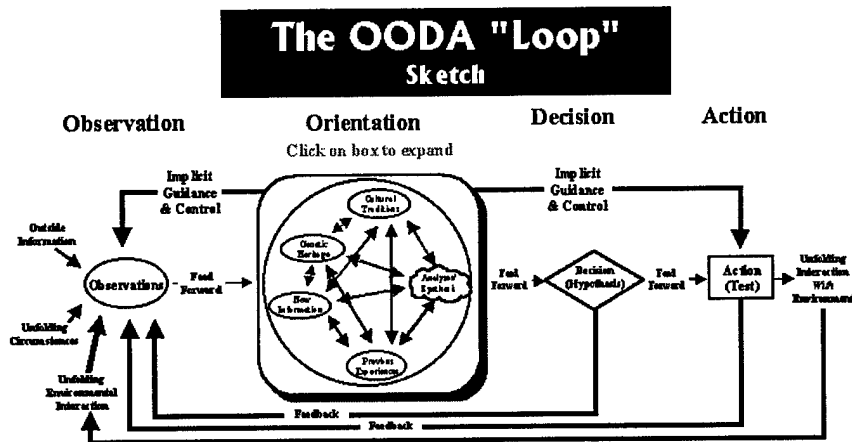 The OODA "Loop"
Sketch
Observation
Orientation
Decision
Action
Click on box to expand
Implicit
Guidance
& Control
Implicit
Guidance
& Control
Outside
Information
Observations
Unfolding
Circumstances
Unfolding
Environmental
Interaction
Feed
Forward
Cultural
Traditions
Genetic
Heritage
New
Information
Previous
Experience
Analyses/
Synthesis
Feed
Forward
Decision
(Hypothesis)
Feed
Forward
Action
(Test)
Unfolding
Interaction
With
Environment
Feedback
Feedback